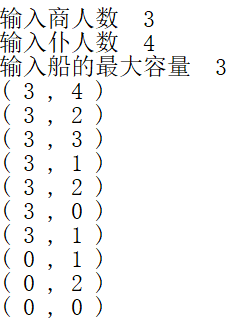 输入商人数  3
输入仆人数  4
输入船的最大容量  3
( 3 , 4 )
( 3 , 2 )
( 3 , 3 )
( 3 , 1 )
( 3 , 2 )
( 3 , 0 )
( 3 , 1 )
( 0 , 1 )
( 0 , 2 )
( 0 , 0 )